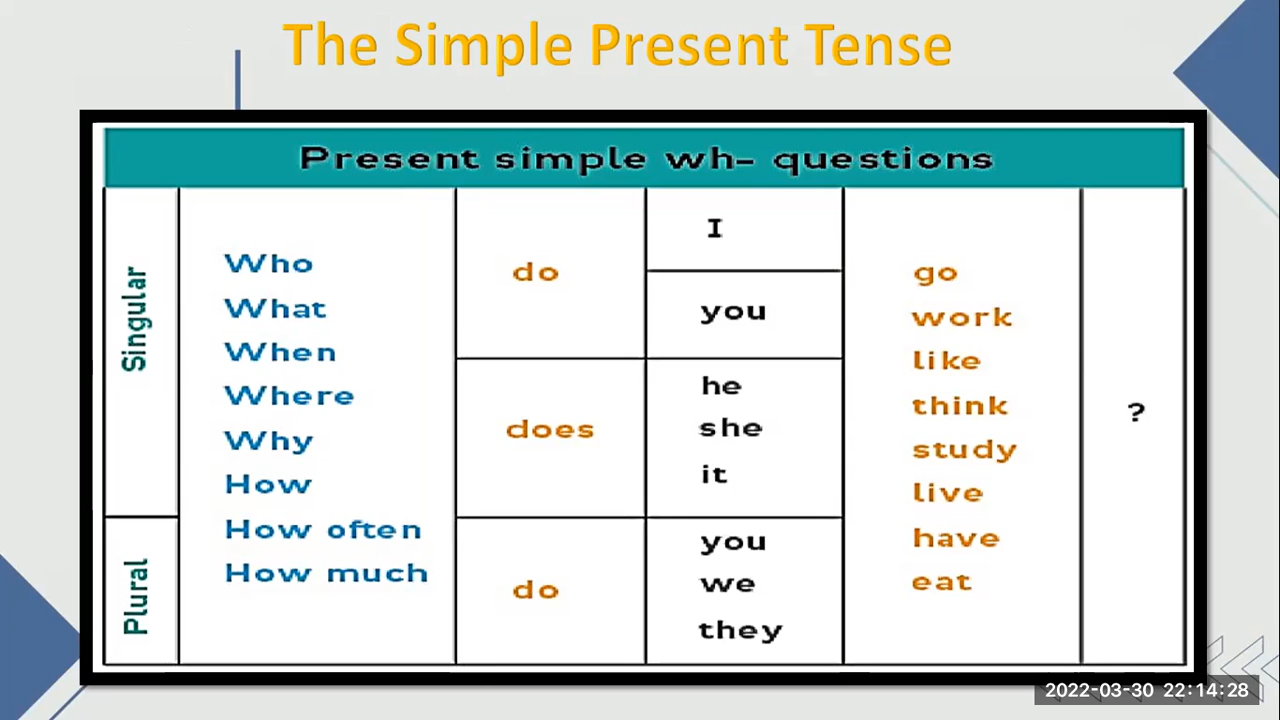 The Simple Present Tense
Present simple wh- questions
Singular
Who
What
When
Where
Why
How
How often
How much
do
I
you
does
he
she
it
go
work
like
think
study
live
have
eat
?
Plural
do
you
we
they
2022-03-30 22:14:28